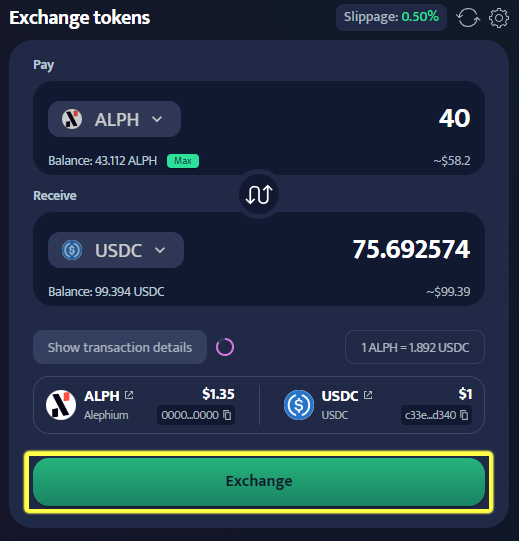 Exchange tokens
Slippage: 0.50%
Pay
ALPH
40
Balance: 43.112 ALPH Max
~$58.2
Receive
USDC
75.692574
Balance: 99.394 USDC
~$99.39
Show transaction details
1 ALPH = 1.892 USDC
ALPH $1.35
Alephium 0000...0000
USDC $1
USDC c33e...d340
Exchange